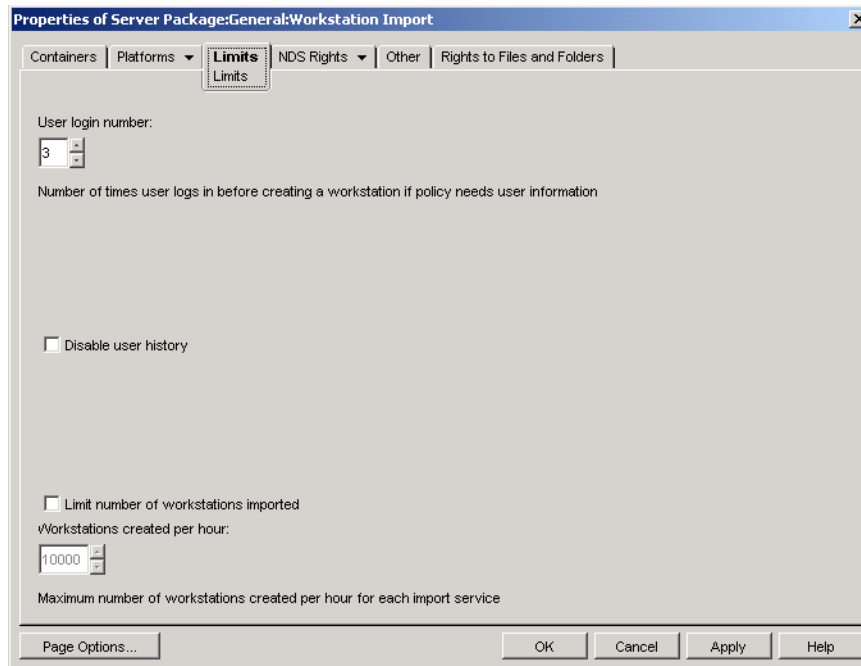 Properties of Server Package:General:Workstation Import
Containers Platforms Limits NDS Rights Other Rights to Files and Folders
Limits
User login number:
3
Number of times user logs in before creating a workstation if policy needs user information
Disable user history
Limit number of workstations imported
Workstations created per hour:
10000
Maximum number of workstations created per hour for each import service
Page Options... OK Cancel Apply Help